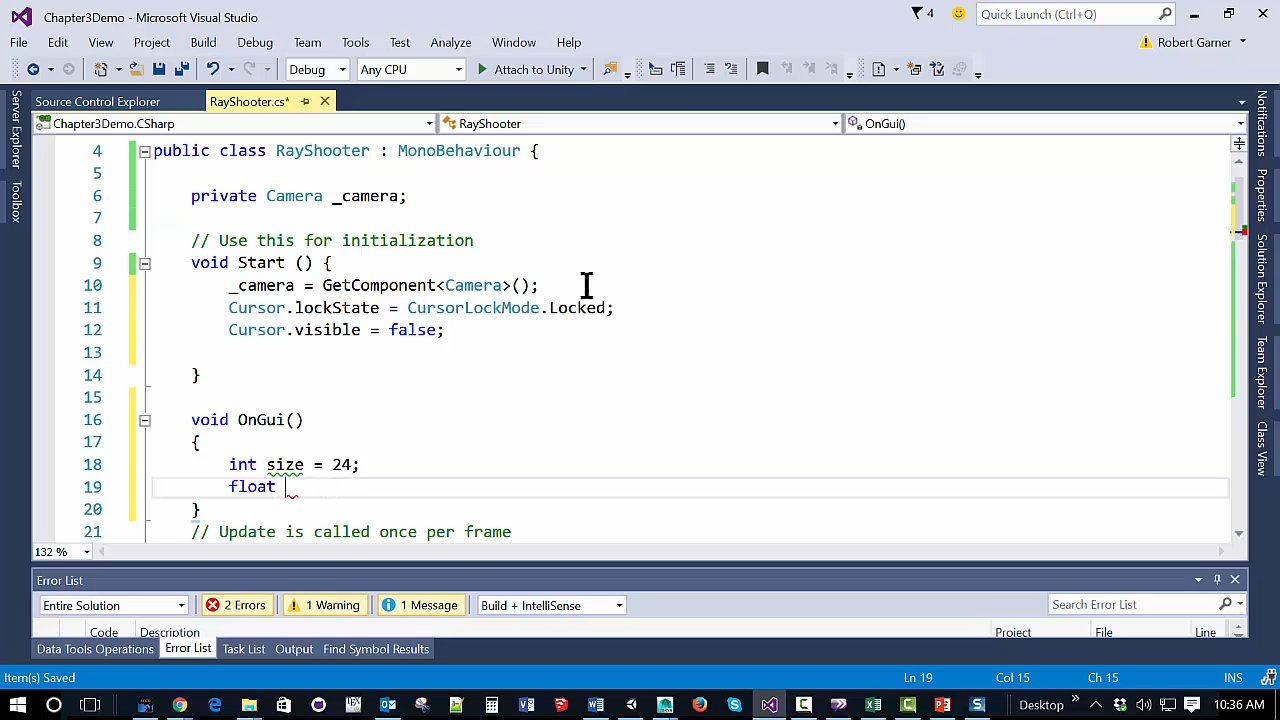 Chapter3Demo - Microsoft Visual Studio
4
Quick Launch (Ctrl+Q)
File Edit View Project Build Debug Team Tools Test Analyze Window Help
Robert Garner
Debug
Any CPU
Attach to Unity
Source Control Explorer
RayShooter.cs*
Chapter3Demo.CSharp
RayShooter
OnGui()
Server Explorer
Toolbox
4 public class RayShooter : MonoBehaviour {
5
6 private Camera _camera;
7
8 // Use this for initialization
9 void Start () {
10 _camera = GetComponent<Camera>();
11 Cursor.lockState = CursorLockMode.Locked;
12 Cursor.visible = false;
13
14 }
15
16 void OnGui()
17 {
18 int size = 24;
19 float
20 }
21 // Update is called once per frame
Notifications
Properties
Solution Explorer
Team Explorer
Class View
132 %
Error List
Entire Solution
2 Errors
1 Warning
1 Message
Build + IntelliSense
Search Error List
Code Description Project File Line
Data Tools Operations Error List Task List Output Find Symbol Results
Item(s) Saved Ln 19 Col 15 Ch 15 INS
Desktop
10:36 AM